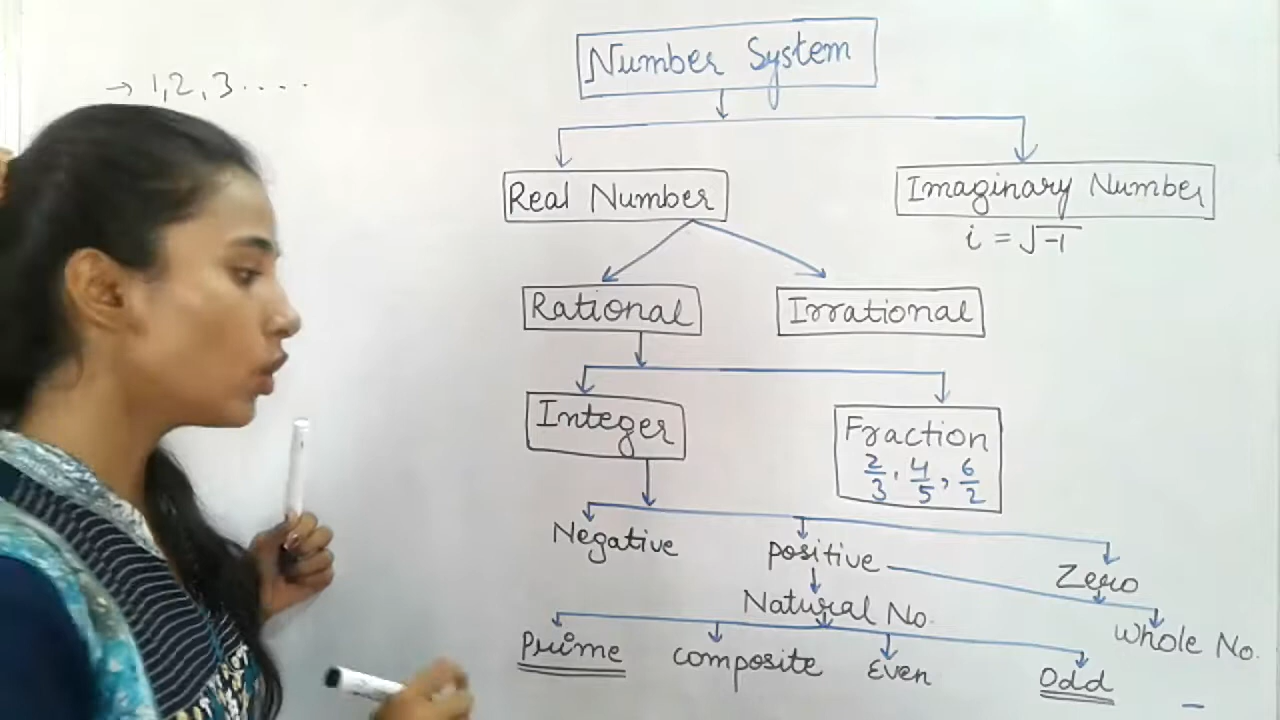 → 1,2,3.....
Number System
Real Number
Imaginary Number
i = √-1
Rational
Irrational
Integer
Fraction
2/3, 4/5, 6/2
Negative
positive
Zero
Natural No.
Whole No.
Prime
composite
Even
Odd